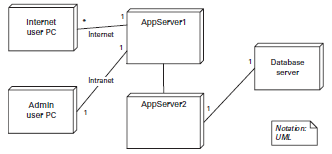 Internet
user PC
*
Internet
1
AppServer1
1
Intranet
Admin
user PC
1
AppServer2
1
1
Database
server
Notation:
UML